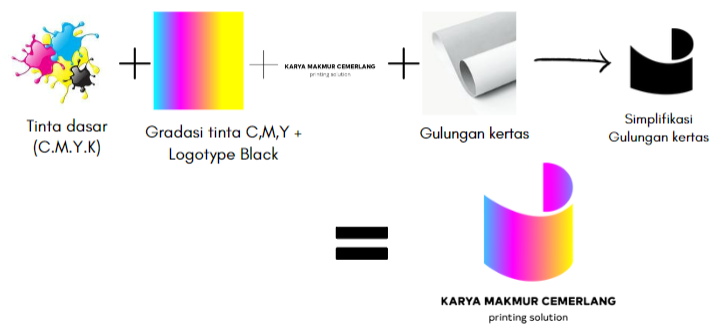 Tinta dasar
(C.M.Y.K)
Gradasi tinta C,M,Y +
Logotype Black
KARYA MAKMUR CEMERLANG
printing solution
Gulungan kertas
Simplifikasi
Gulungan kertas
KARYA MAKMUR CEMERLANG
printing solution